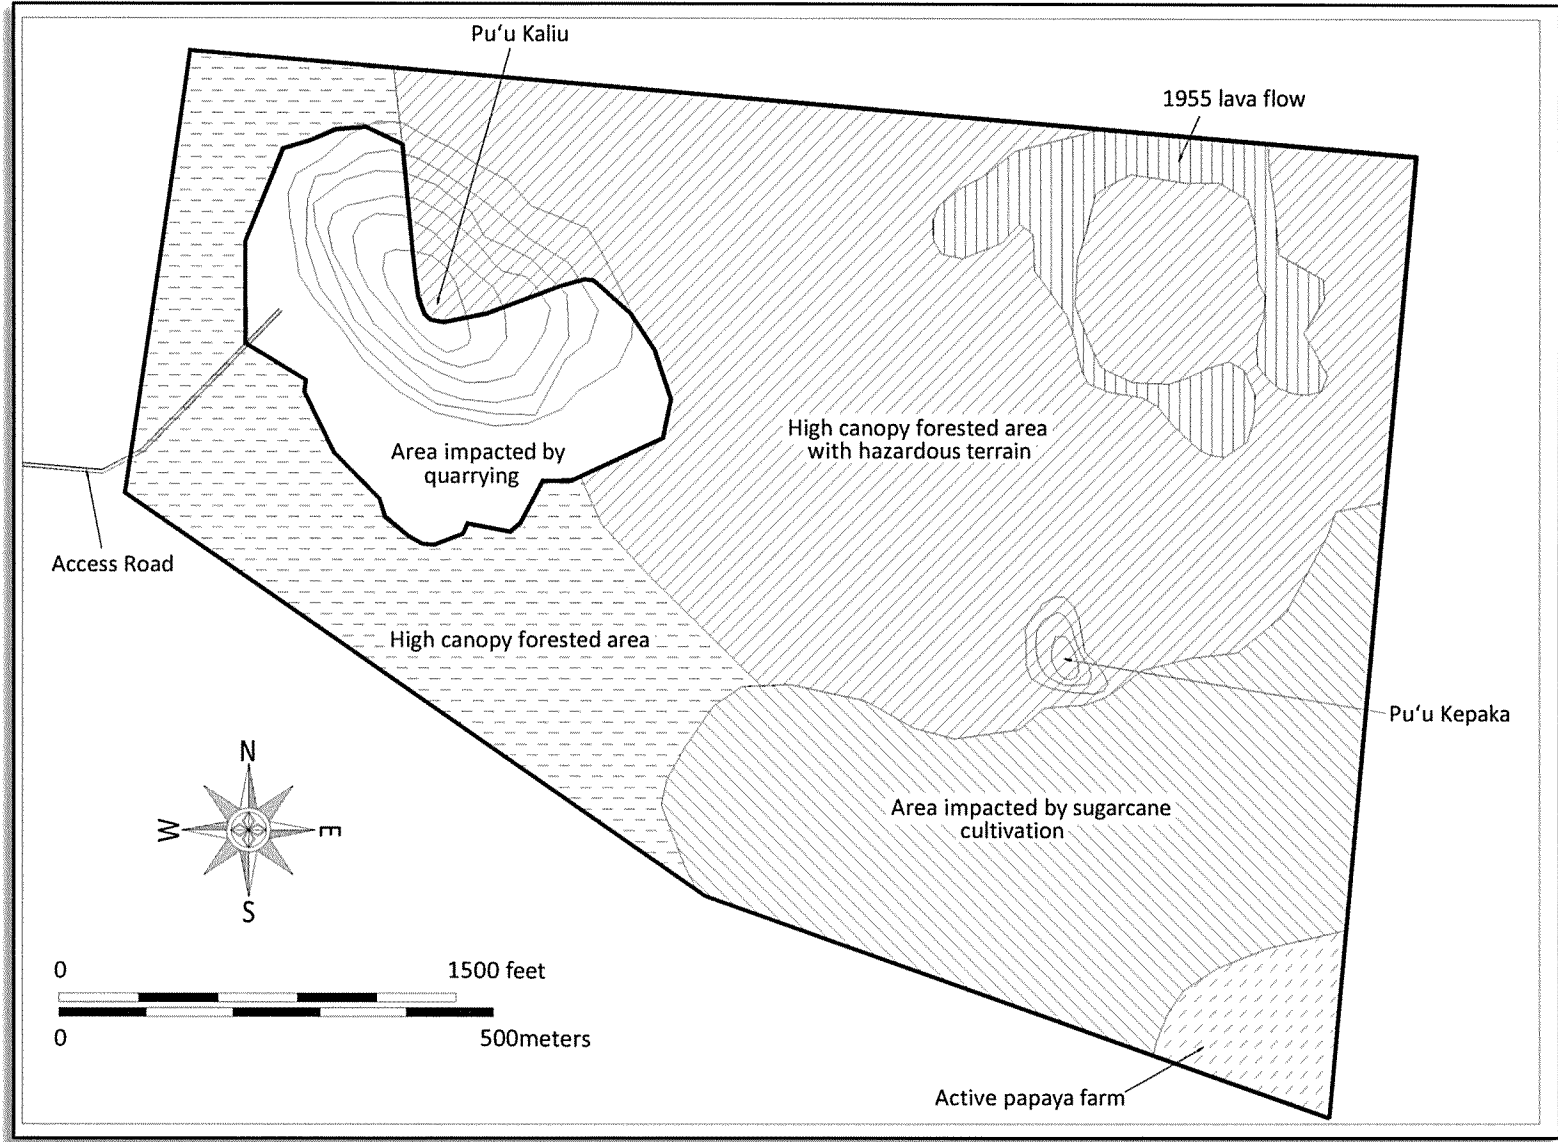 Pu‘u Kaliu
1955 lava flow
High canopy forested area
with hazardous terrain
Area impacted by
quarrying
Access Road
High canopy forested area
Pu‘u Kepaka
N
W E
S
Area impacted by sugarcane
cultivation
0 1500 feet
0 500meters
Active papaya farm